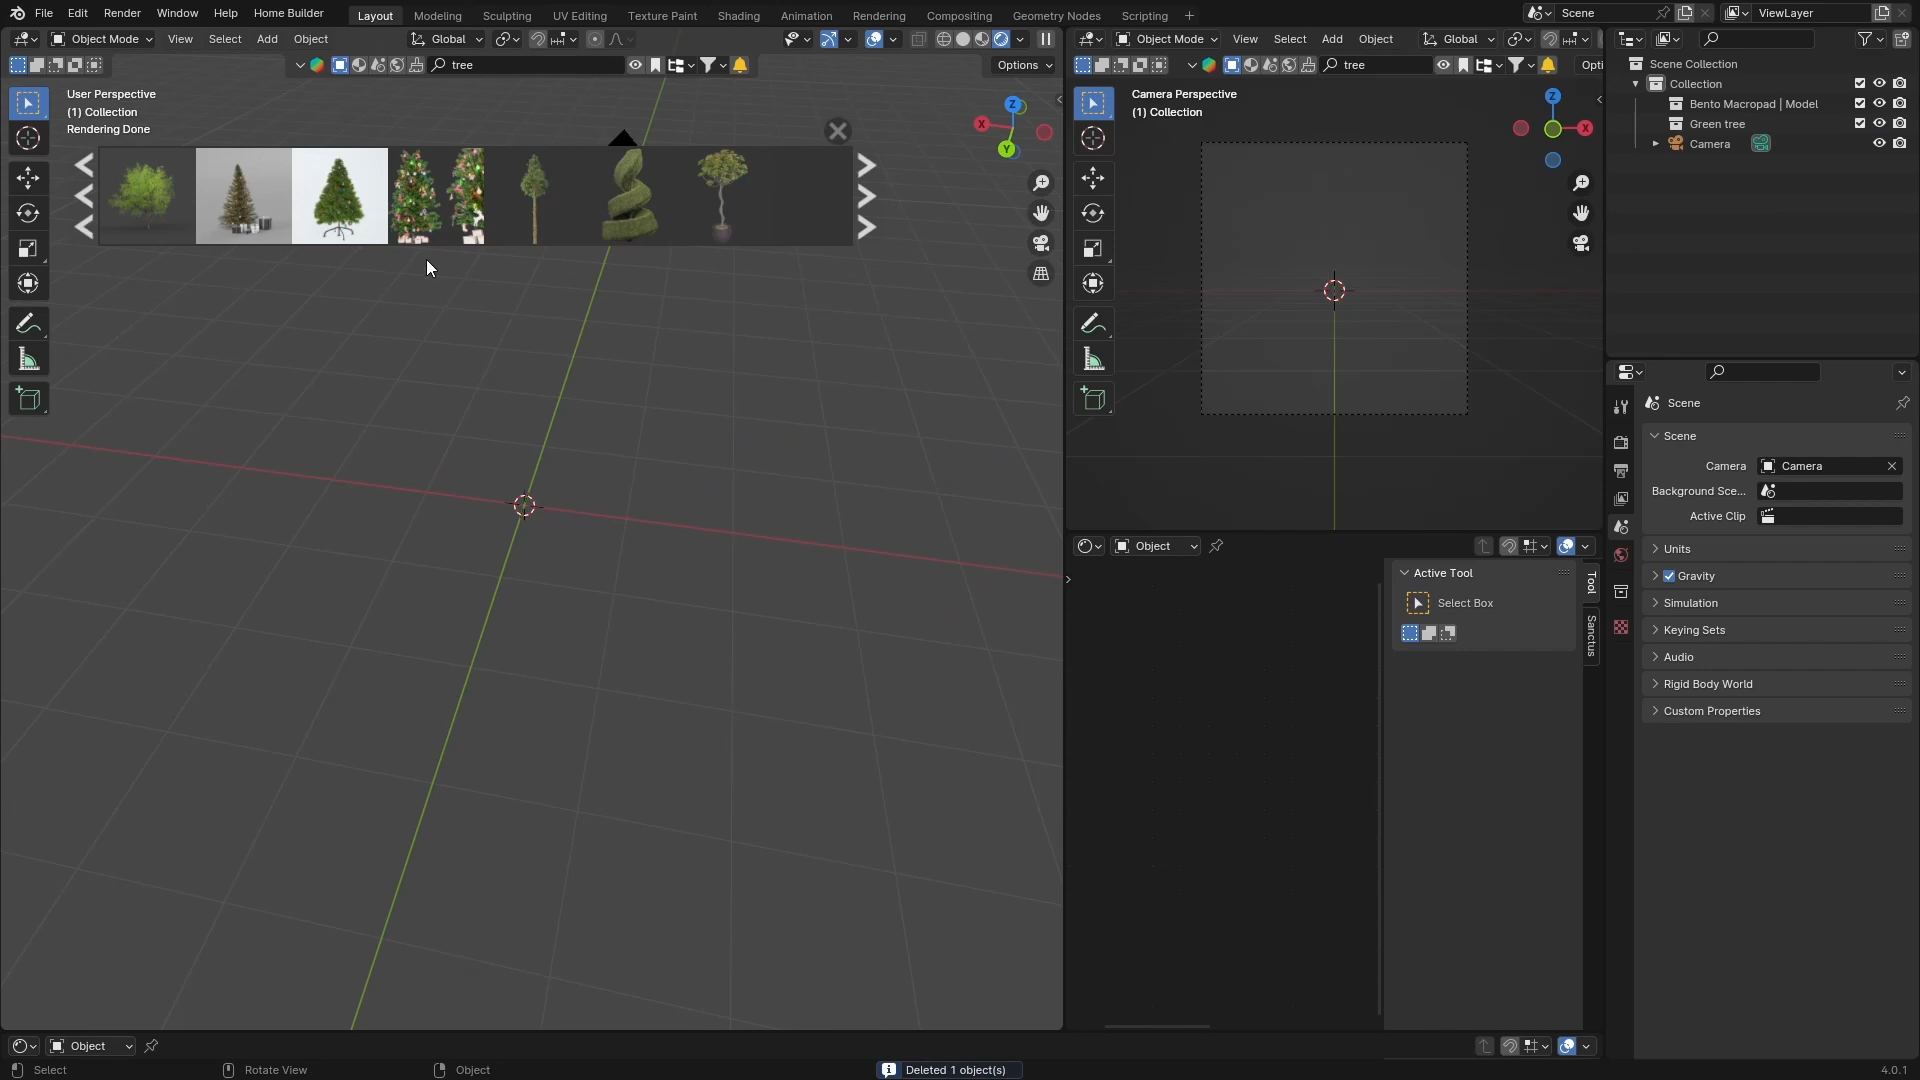 File Edit Render Window Help Home Builder Layout Modeling Sculpting UV Editing Texture Paint Shading Animation Rendering Compositing Geometry Nodes Scripting + Scene ViewLayer
Object Mode View Select Add Object Global
tree Options
User Perspective
(1) Collection
Rendering Done
X Y Z
Object Mode View Select Add Object Global
tree Opti
Camera Perspective
(1) Collection
Z X
Object
Active Tool
Select Box
Tool
Sanctus
Scene Collection
Collection
Bento Macropad | Model
Green tree
Camera
Scene
Scene
Camera Camera
Background Sce...
Active Clip
Units
Gravity
Simulation
Keying Sets
Audio
Rigid Body World
Custom Properties
Object
Select Rotate View Object Deleted 1 object(s) 4.0.1